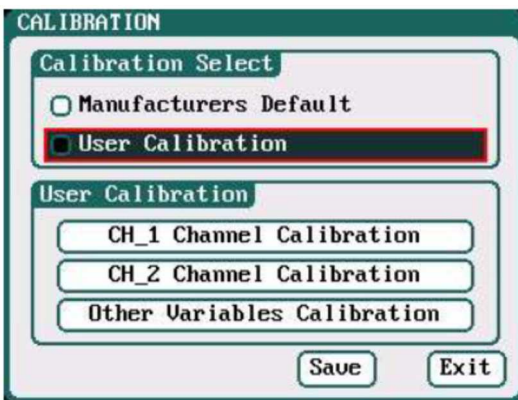 CALIBRATION
Calibration Select
Manufacturers Default
User Calibration
User Calibration
CH_1 Channel Calibration
CH_2 Channel Calibration
Other Variables Calibration
Save Exit